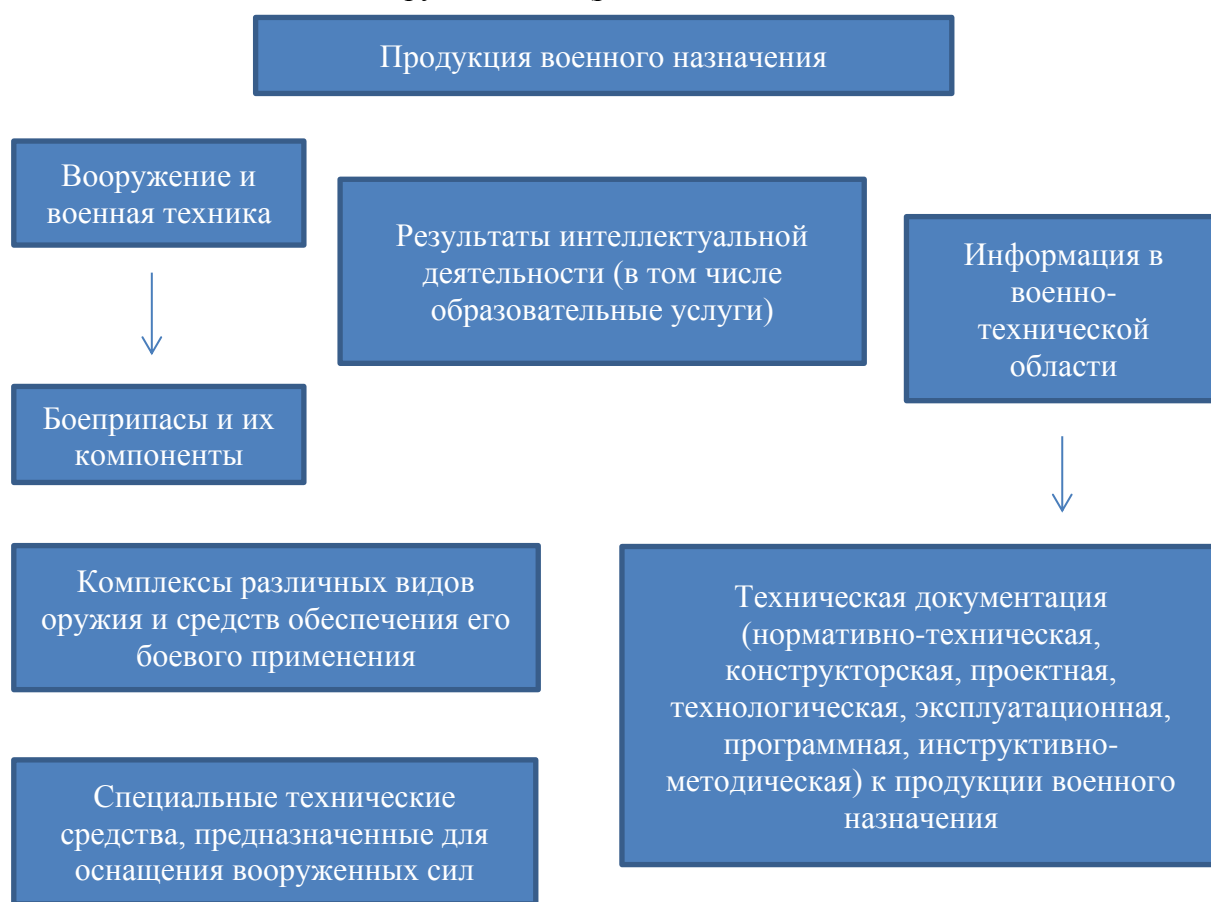 Продукция военного назначения
Вооружение и
военная техника
Результаты интеллектуальной
деятельности (в том числе
образовательные услуги)
Информация в
военно-
технической
области
Боеприпасы и их
компоненты
Комплексы различных видов
оружия и средств обеспечения его
боевого применения
Техническая документация
(нормативно-техническая,
конструкторская, проектная,
технологическая, эксплуатационная,
программная, инструктивно-
методическая) к продукции военного
назначения
Специальные технические
средства, предназначенные для
оснащения вооруженных сил